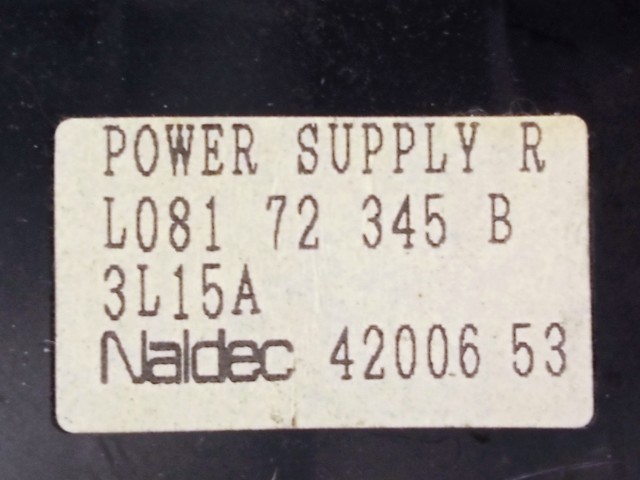 POWER SUPPLY R
L081 72 345 B
3L15A
Naldec 42006 53